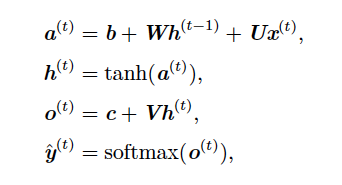 a^{(t)} = b + Wh^{(t-1)} + Ux^{(t)},
h^{(t)} = tanh(a^{(t)}),
o^{(t)} = c + Vh^{(t)},
ŷ^{(t)} = softmax(o^{(t)}),